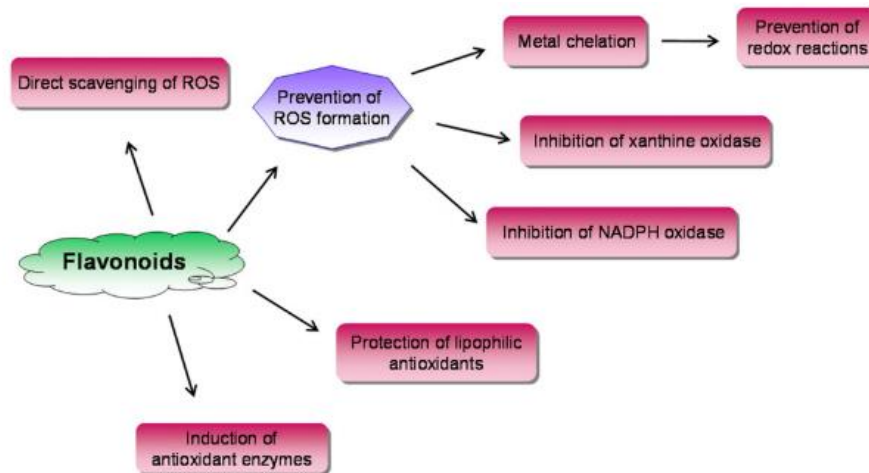 Metal chelation
Prevention of
redox reactions
Direct scavenging of ROS
Prevention of
ROS formation
Inhibition of xanthine oxidase
Inhibition of NADPH oxidase
Flavonoids
Protection of lipophilic
antioxidants
Induction of
antioxidant enzymes